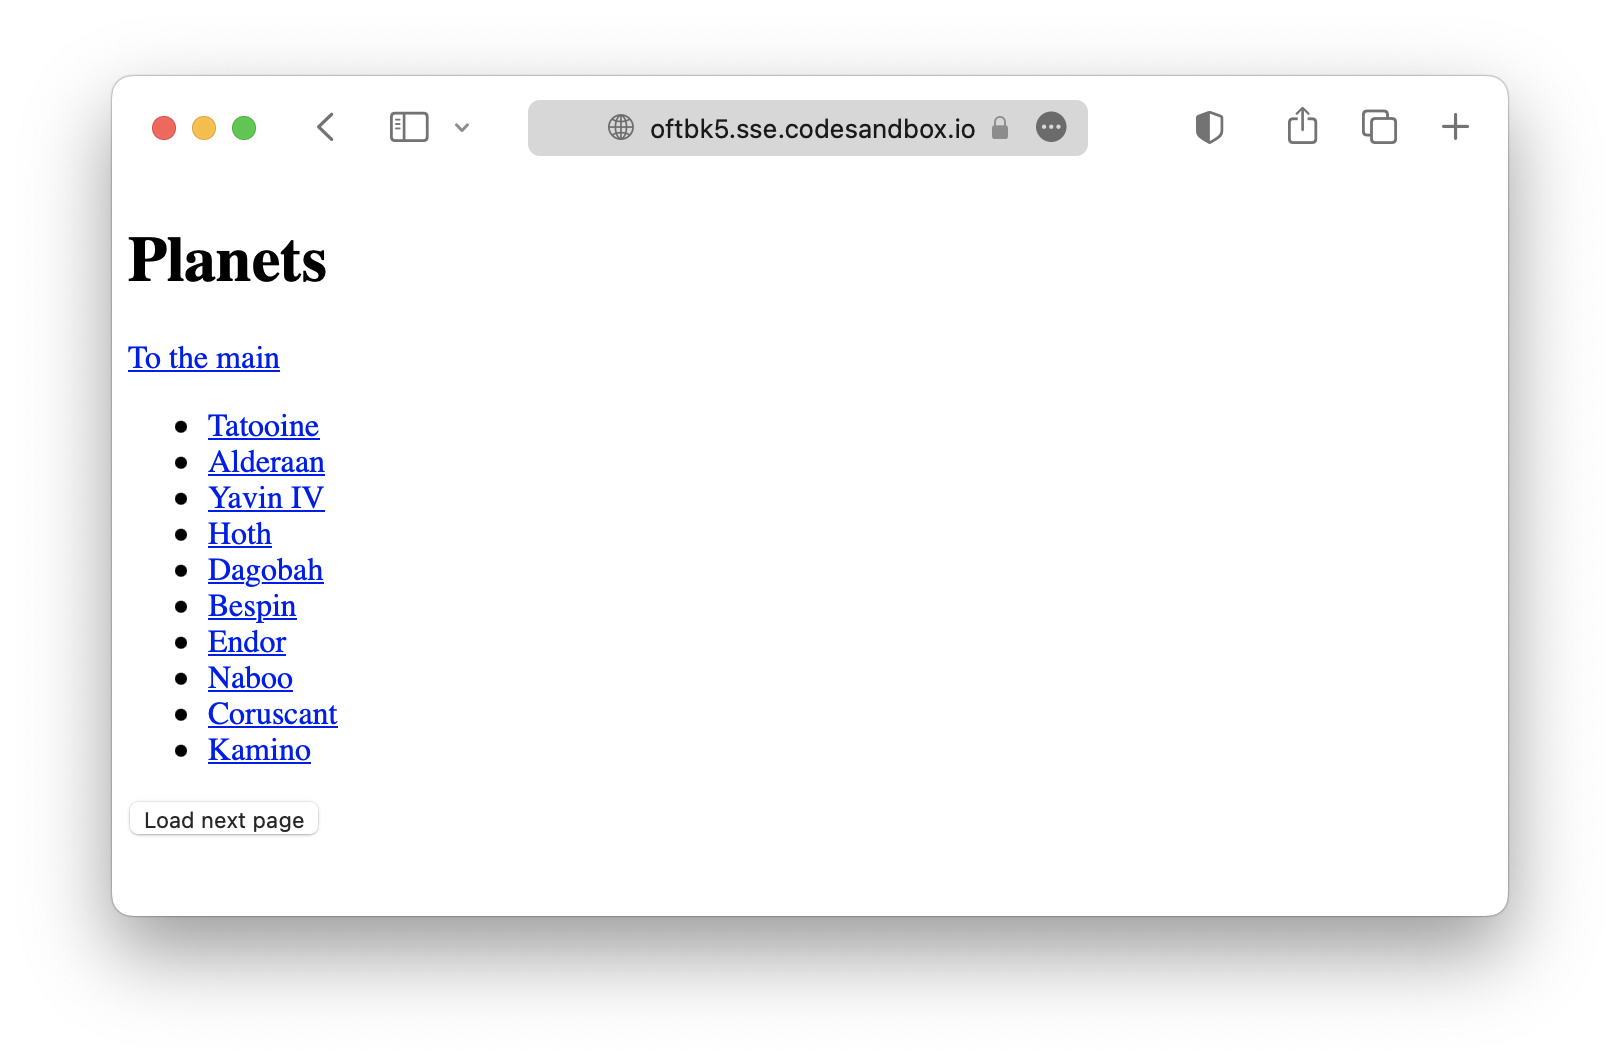 oftbk5.sse.codesandbox.io
Planets
To the main
Tatooine
Alderaan
Yavin IV
Hoth
Dagobah
Bespin
Endor
Naboo
Coruscant
Kamino
Load next page